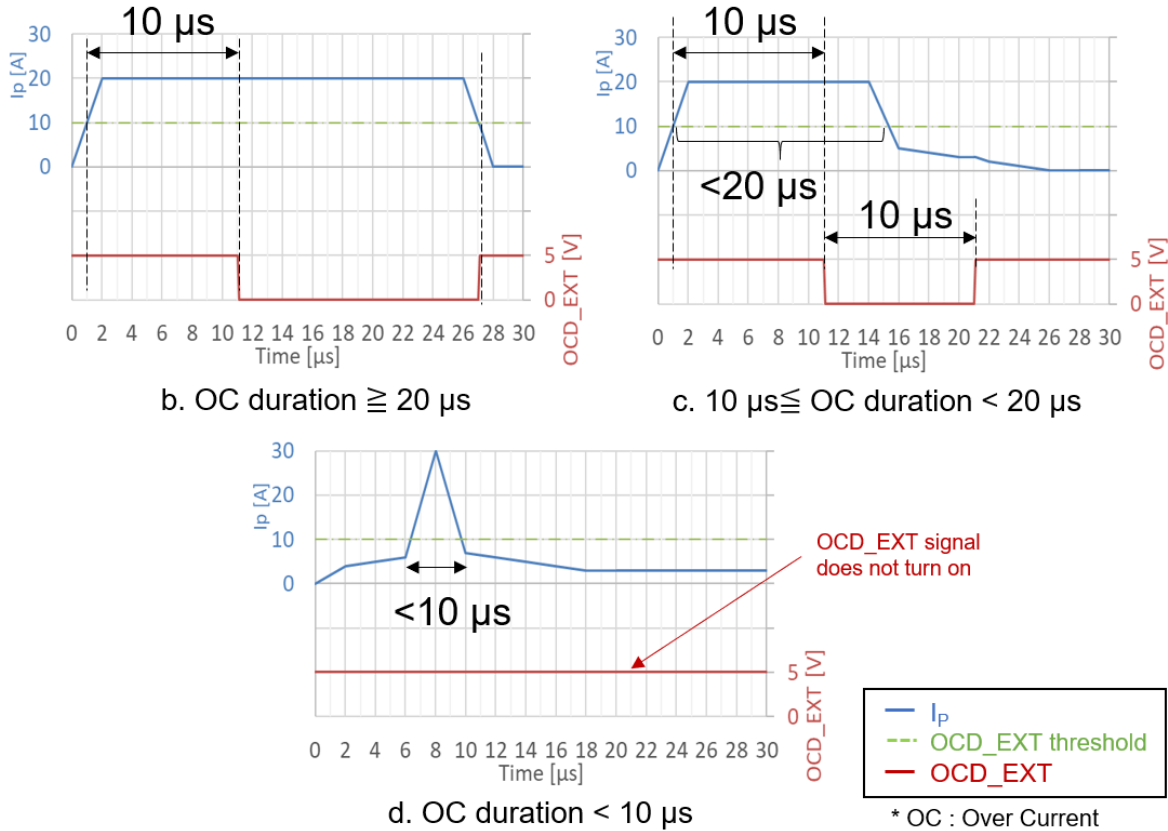 10 µs
30
20
10
0
Ip [A]
5
0
OCD_EXT [V]
0 2 4 6 8 10 12 14 16 18 20 22 24 26 28 30
Time [µs]
b. OC duration ≧ 20 µs
10 µs
30
20
10
0
Ip [A]
<20 µs
10 µs
5
0
OCD_EXT [V]
0 2 4 6 8 10 12 14 16 18 20 22 24 26 28 30
Time [µs]
c. 10 µs≦ OC duration < 20 µs
30
20
10
0
Ip [A]
<10 µs
OCD_EXT signal
does not turn on
5
0
OCD_EXT [V]
0 2 4 6 8 10 12 14 16 18 20 22 24 26 28 30
Time [µs]
d. OC duration < 10 µs
IP
OCD_EXT threshold
OCD_EXT
* OC : Over Current